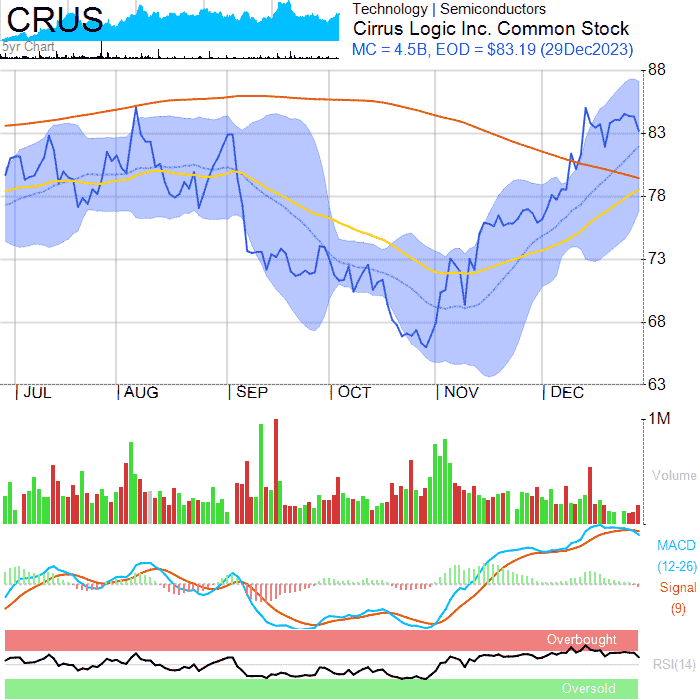 CRUS
5yr Chart
Technology | Semiconductors
Cirrus Logic Inc. Common Stock
MC = 4.5B, EOD = $83.19 (29Dec2023)
88
83
78
73
68
63
JUL
AUG
SEP
OCT
NOV
DEC
1M
Volume
MACD
(12-26)
Signal
(9)
Overbought
RSI(14)
Oversold